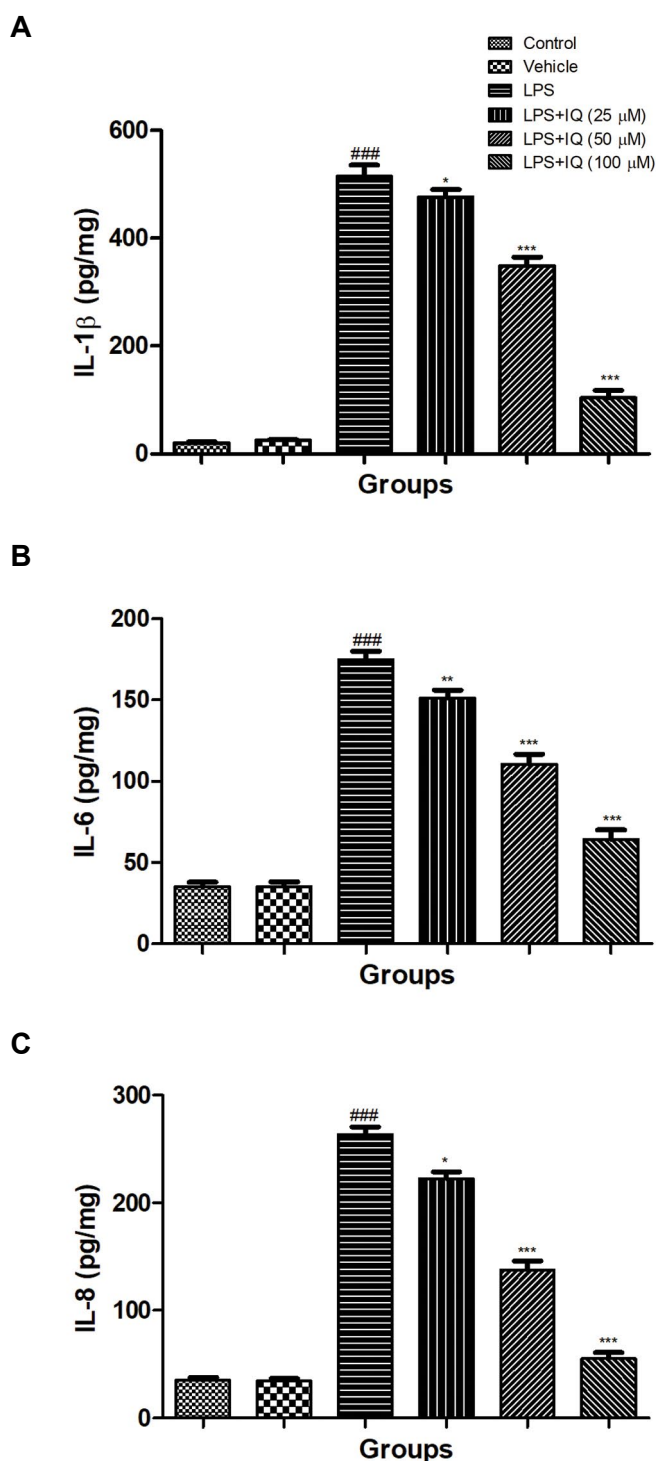 A
Control
Vehicle
LPS
LPS+IQ (25 μM)
LPS+IQ (50 μM)
LPS+IQ (100 μM)
IL-1β (pg/mg)
600
400
200
0
###
*
***
***
Groups
B
IL-6 (pg/mg)
200
150
100
50
0
###
**
***
***
Groups
C
IL-8 (pg/mg)
300
200
100
0
###
*
***
***
Groups